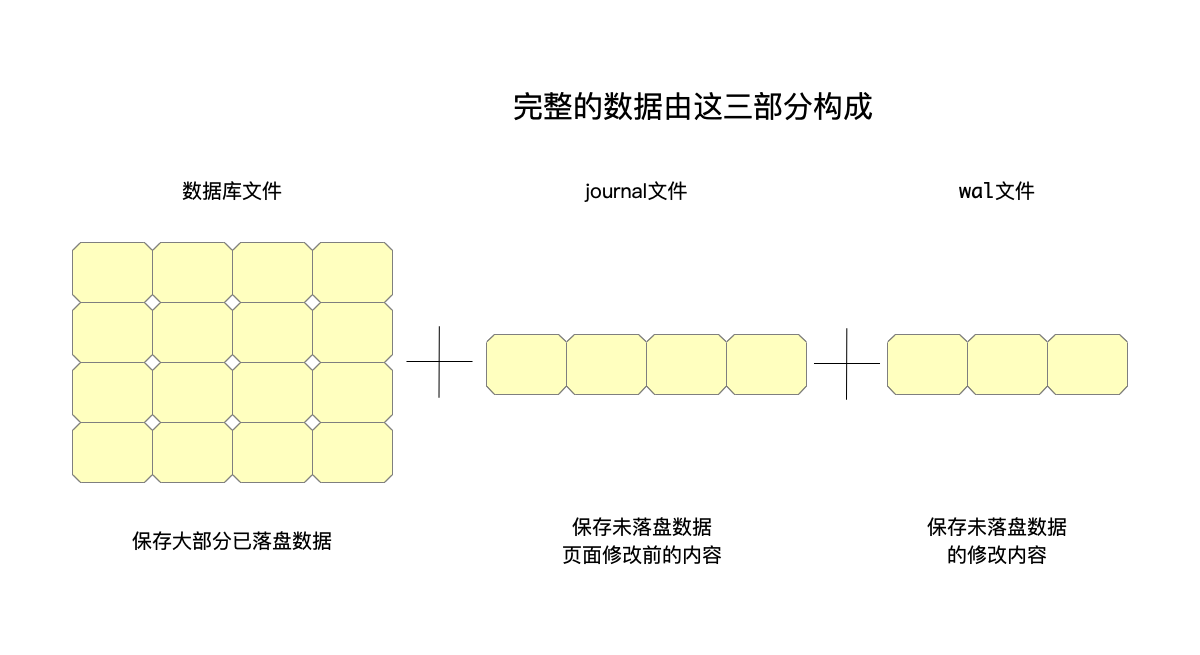 完整的数据由这三部分构成
数据库文件
journal文件
wal文件
保存大部分已落盘数据
保存未落盘数据
页面修改前的内容
保存未落盘数据
的修改内容